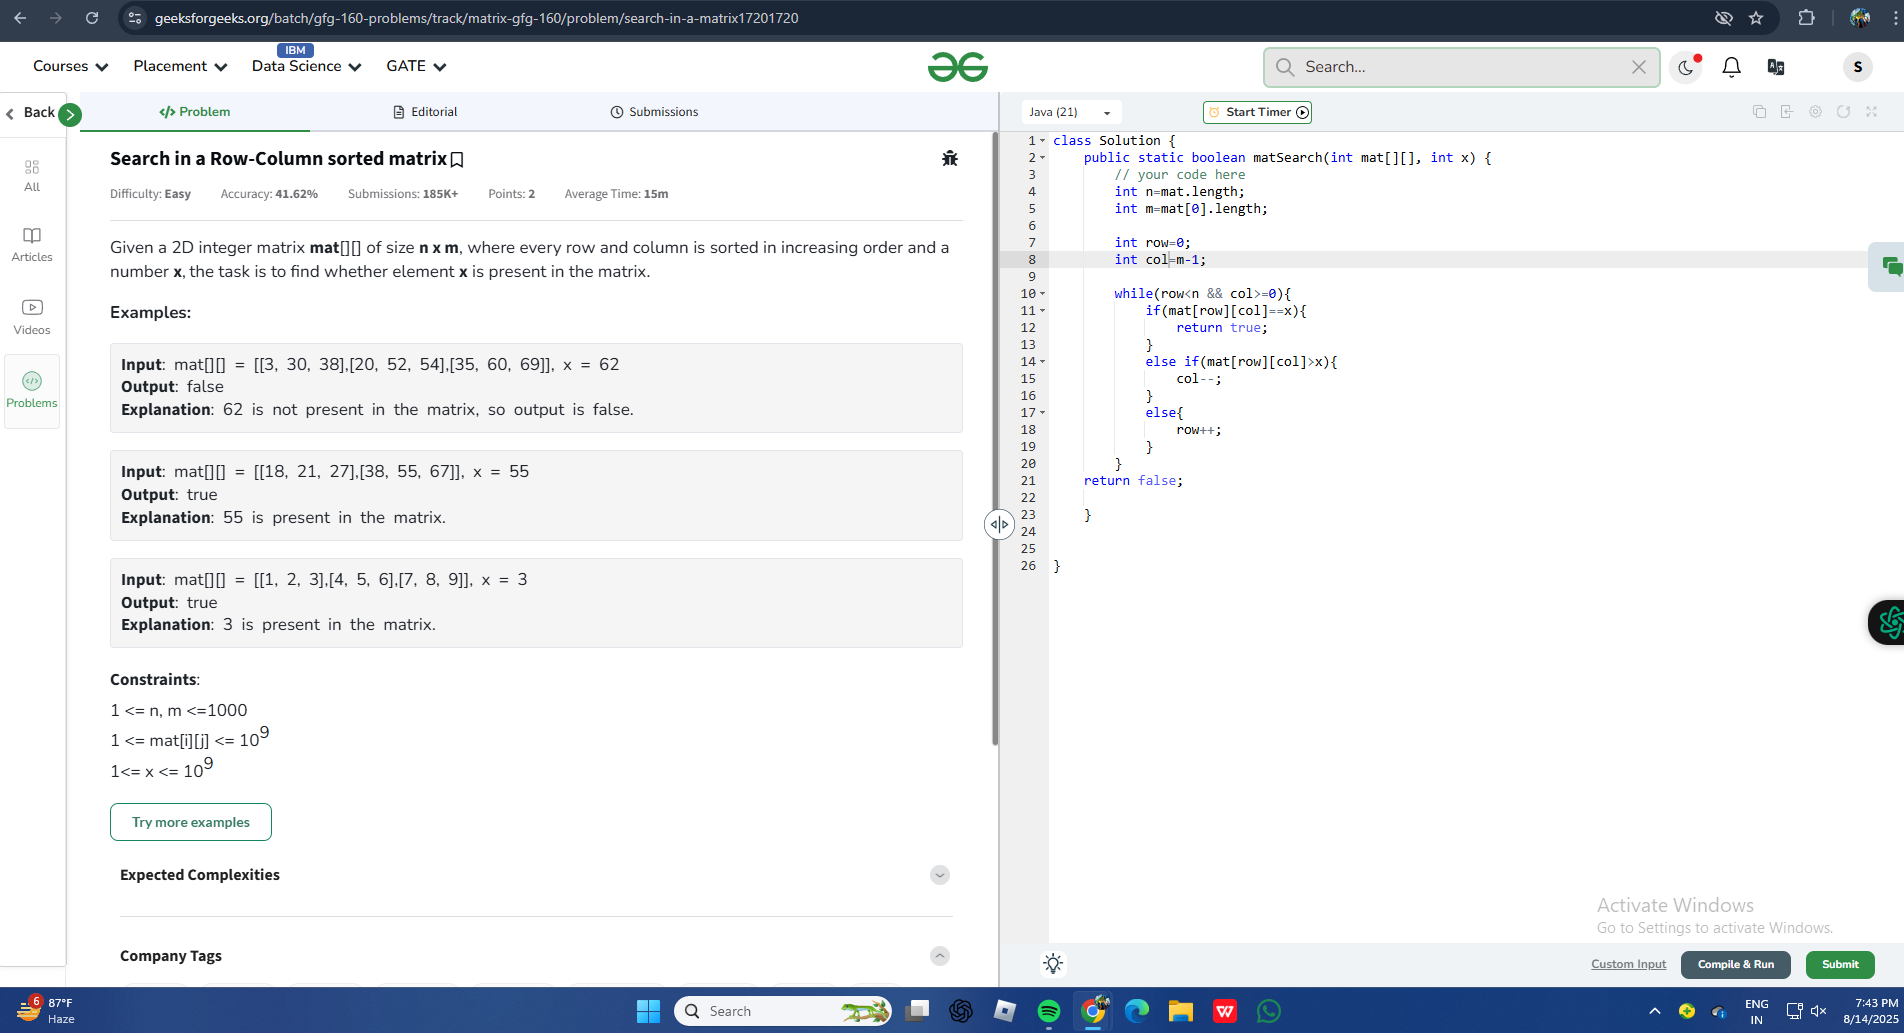 geeksforgeeks.org/batch/gfg-160-problems/track/matrix-gfg-160/problem/search-in-a-matrix17201720
Courses Placement Data Science GATE
IBM
Search...
S
Back
Problem Editorial Submissions
All
Articles
Videos
Problems
Search in a Row-Column sorted matrix
Difficulty: Easy Accuracy: 41.62% Submissions: 185K+ Points: 2 Average Time: 15m
Given a 2D integer matrix mat[][] of size n x m, where every row and column is sorted in increasing order and a
number x, the task is to find whether element x is present in the matrix.
Examples:
Input: mat[][] = [[3, 30, 38],[20, 52, 54],[35, 60, 69]], x = 62
Output: false
Explanation: 62 is not present in the matrix, so output is false.
Input: mat[][] = [[18, 21, 27],[38, 55, 67]], x = 55
Output: true
Explanation: 55 is present in the matrix.
Input: mat[][] = [[1, 2, 3],[4, 5, 6],[7, 8, 9]], x = 3
Output: true
Explanation: 3 is present in the matrix.
Constraints:
1 <= n, m <=1000
1 <= mat[i][j] <= 10^9
1<= x <= 10^9
Try more examples
Expected Complexities
Company Tags
Java (21) Start Timer
1 class Solution {
2 public static boolean matSearch(int mat[][], int x) {
3 // your code here
4 int n=mat.length;
5 int m=mat[0].length;
6
7 int row=0;
8 int col=m-1;
9
10 while(row<n && col>=0){
11 if(mat[row][col]==x){
12 return true;
13 }
14 else if(mat[row][col]>x){
15 col--;
16 }
17 else{
18 row++;
19 }
20 }
21 return false;
22
23 }
24
25
26 }
Activate Windows
Go to Settings to activate Windows.
Custom Input Compile & Run Submit
6
87°F
Haze
Search
W
ENG
IN
7:43 PM
8/14/2025